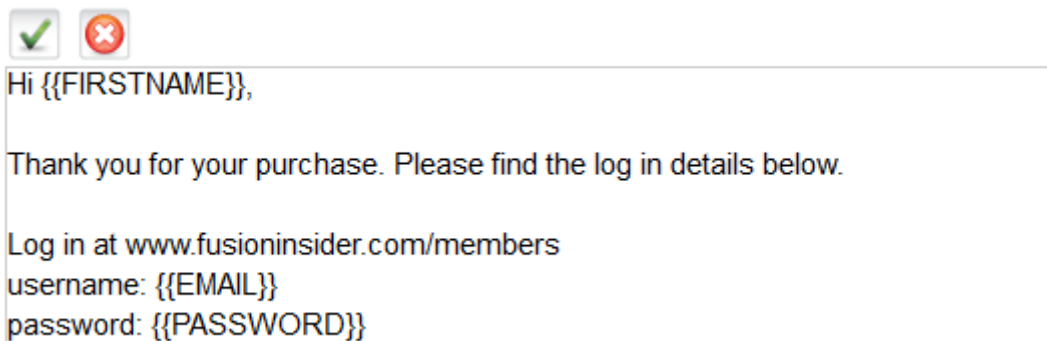 Hi {{FIRSTNAME}},
Thank you for your purchase. Please find the log in details below.
Log in at www.fusioninsider.com/members
username: {{EMAIL}}
password: {{PASSWORD}}